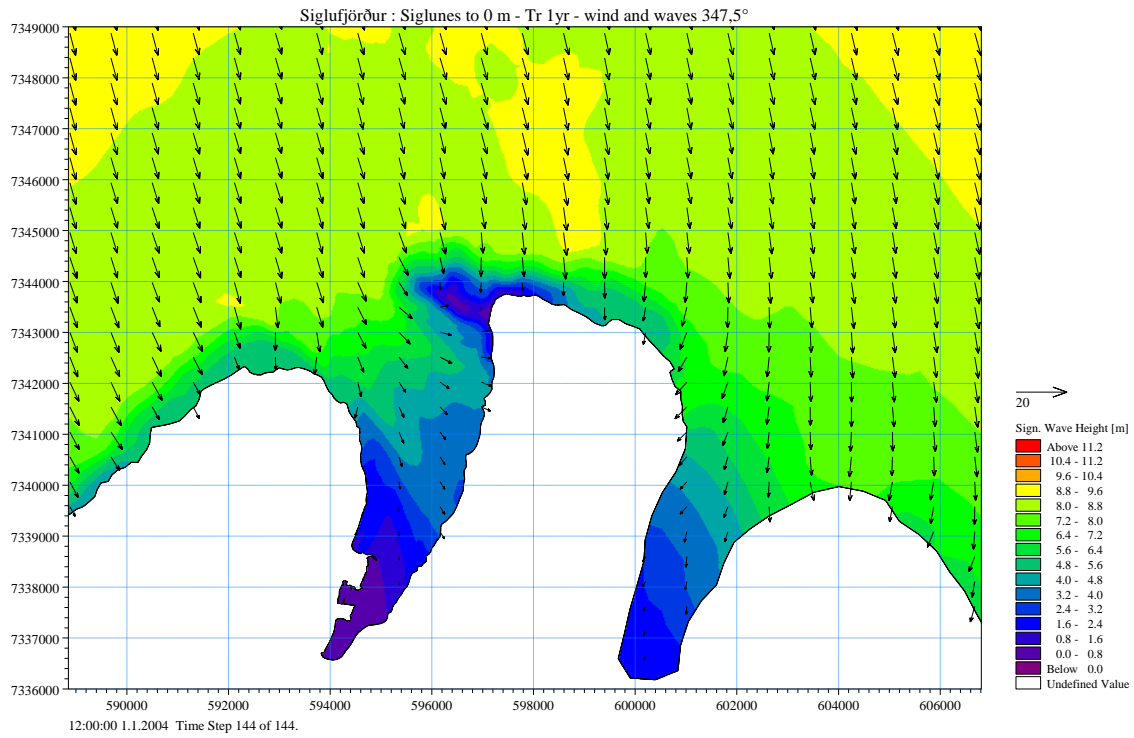 Siglufjörður : Siglunes to 0 m - Tr 1yr - wind and waves 347,5°
7349000
7348000
7347000
7346000
7345000
7344000
7343000
7342000
7341000
7340000
7339000
7338000
7337000
7336000
590000 592000 594000 596000 598000 600000 602000 604000 606000
12:00:00 1.1.2004 Time Step 144 of 144.
20
Sign. Wave Height [m]
Above 11.2
10.4 - 11.2
9.6 - 10.4
8.8 - 9.6
8.0 - 8.8
7.2 - 8.0
6.4 - 7.2
5.6 - 6.4
4.8 - 5.6
4.0 - 4.8
3.2 - 4.0
2.4 - 3.2
1.6 - 2.4
0.8 - 1.6
0.0 - 0.8
Below 0.0
Undefined Value